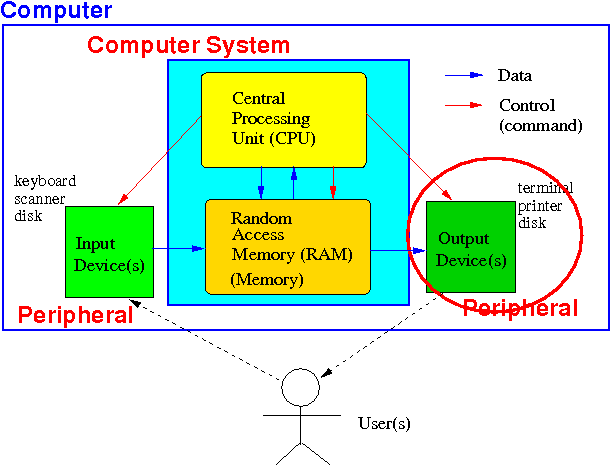 Computer
Computer System
Data
Control
(command)
Central
Processing
Unit (CPU)
keyboard
scanner
disk
terminal
printer
disk
Input
Device(s)
Random
Access
Memory (RAM)
(Memory)
Output
Device(s)
Peripheral
Peripheral
User(s)